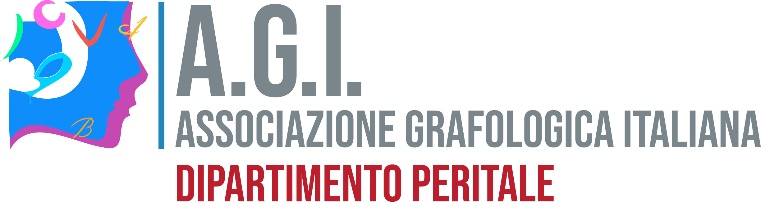 A.G.I.
ASSOCIAZIONE GRAFOLOGICA ITALIANA
DIPARTIMENTO PERITALE
B